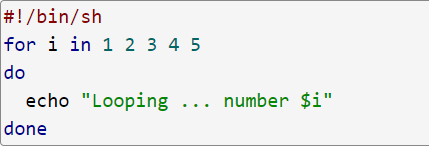 #!/bin/sh
for i in 1 2 3 4 5
do
  echo "Looping ... number $i"
done